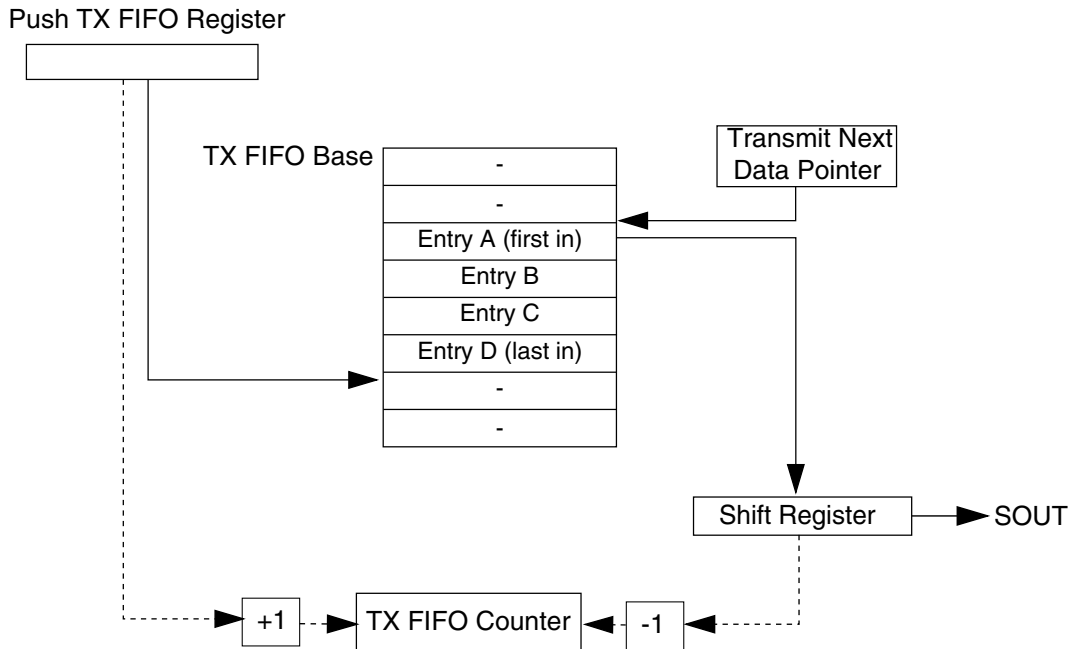 Push TX FIFO Register
TX FIFO Base
Transmit Next
Data Pointer
-
-
Entry A (first in)
Entry B
Entry C
Entry D (last in)
-
-
Shift Register
SOUT
+1
TX FIFO Counter
-1